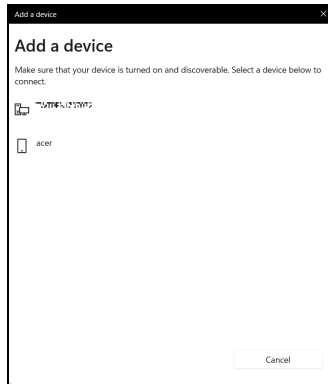 Add a device
Add a device
Make sure that your device is turned on and discoverable. Select a device below to
connect.
acer
Cancel